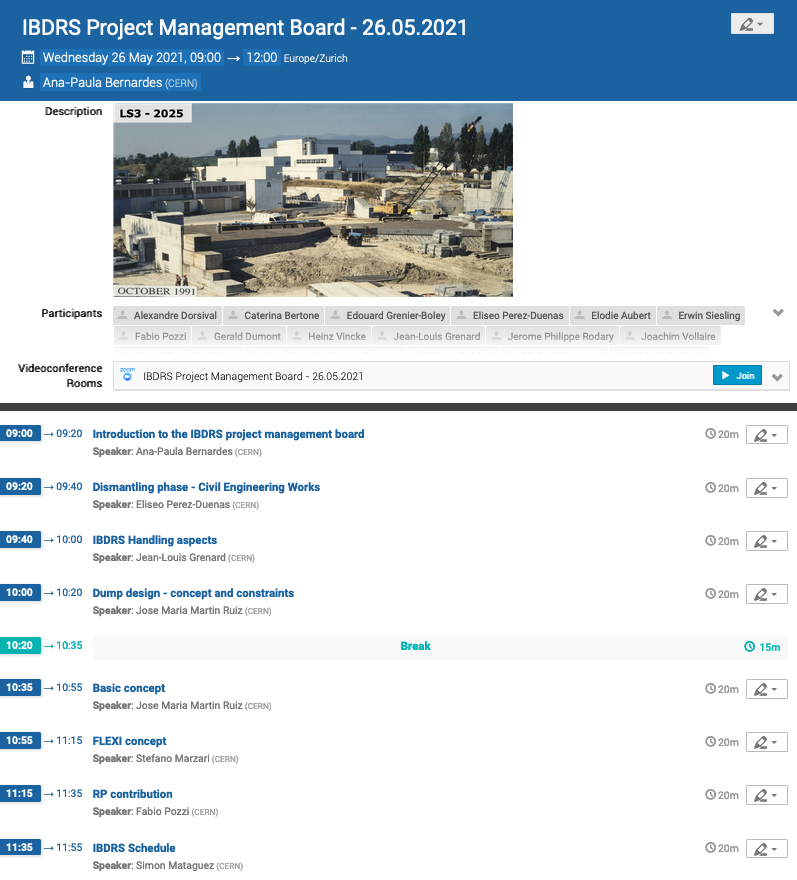 IBDRS Project Management Board - 26.05.2021
Wednesday 26 May 2021, 09:00 → 12:00 Europe/Zurich
Ana-Paula Bernardes (CERN)
Description
LS3 - 2025
OCTOBER 1991
Participants
Alexandre Dorsival Caterina Bertone Edouard Grenier-Boley Eliseo Perez-Duenas Elodie Aubert Erwin Siesling
Fabio Pozzi Gerald Dumont Heinz Vincke Jean-Louis Grenard Jerome Philippe Rodary Joachim Vollaire
Videoconference
Rooms
zoom
IBDRS Project Management Board - 26.05.2021 Join
09:00 → 09:20 Introduction to the IBDRS project management board 20m
Speaker: Ana-Paula Bernardes (CERN)
09:20 → 09:40 Dismantling phase - Civil Engineering Works 20m
Speaker: Eliseo Perez-Duenas (CERN)
09:40 → 10:00 IBDRS Handling aspects 20m
Speaker: Jean-Louis Grenard (CERN)
10:00 → 10:20 Dump design - concept and constraints 20m
Speaker: Jose Maria Martin Ruiz (CERN)
10:20 → 10:35 Break 15m
10:35 → 10:55 Basic concept 20m
Speaker: Jose Maria Martin Ruiz (CERN)
10:55 → 11:15 FLEXI concept 20m
Speaker: Stefano Marzari (CERN)
11:15 → 11:35 RP contribution 20m
Speaker: Fabio Pozzi (CERN)
11:35 → 11:55 IBDRS Schedule 20m
Speaker: Simon Mataguez (CERN)